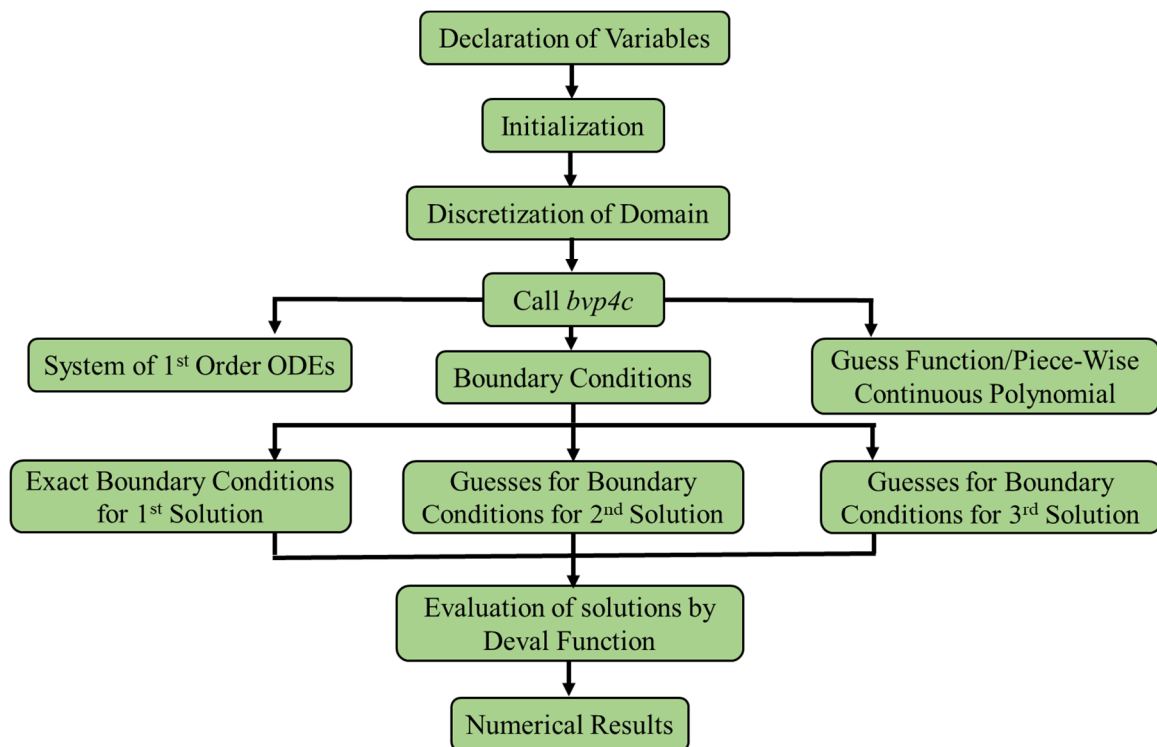 Declaration of Variables
Initialization
Discretization of Domain
Call bvp4c
System of 1st Order ODEs
Boundary Conditions
Guess Function/Piece-Wise
Continuous Polynomial
Exact Boundary Conditions
for 1st Solution
Guesses for Boundary
Conditions for 2nd Solution
Guesses for Boundary
Conditions for 3rd Solution
Evaluation of solutions by
Deval Function
Numerical Results